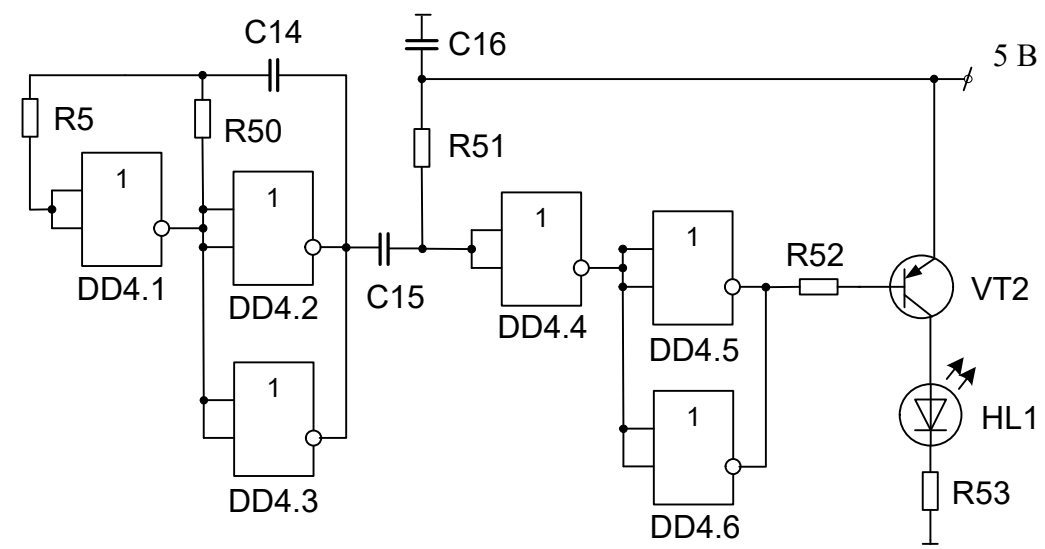 C14
C16
5 В
R5
R50
R51
1
1
1
1
R52
DD4.1
DD4.2
C15
DD4.4
DD4.5
VT2
1
1
HL1
DD4.3
DD4.6
R53